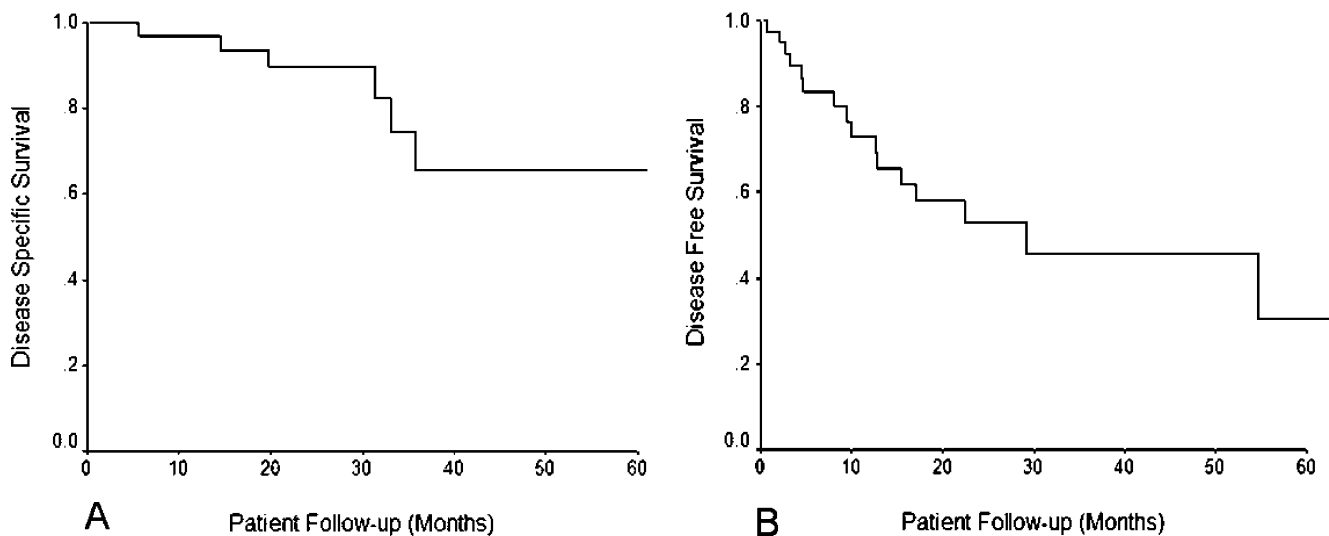 Disease Specific Survival
1.0
.8
.6
.4
.2
0.0
0 10 20 30 40 50 60
A Patient Follow-up (Months)
Disease Free Survival
1.0
.8
.6
.4
.2
0.0
0 10 20 30 40 50 60
B Patient Follow-up (Months)